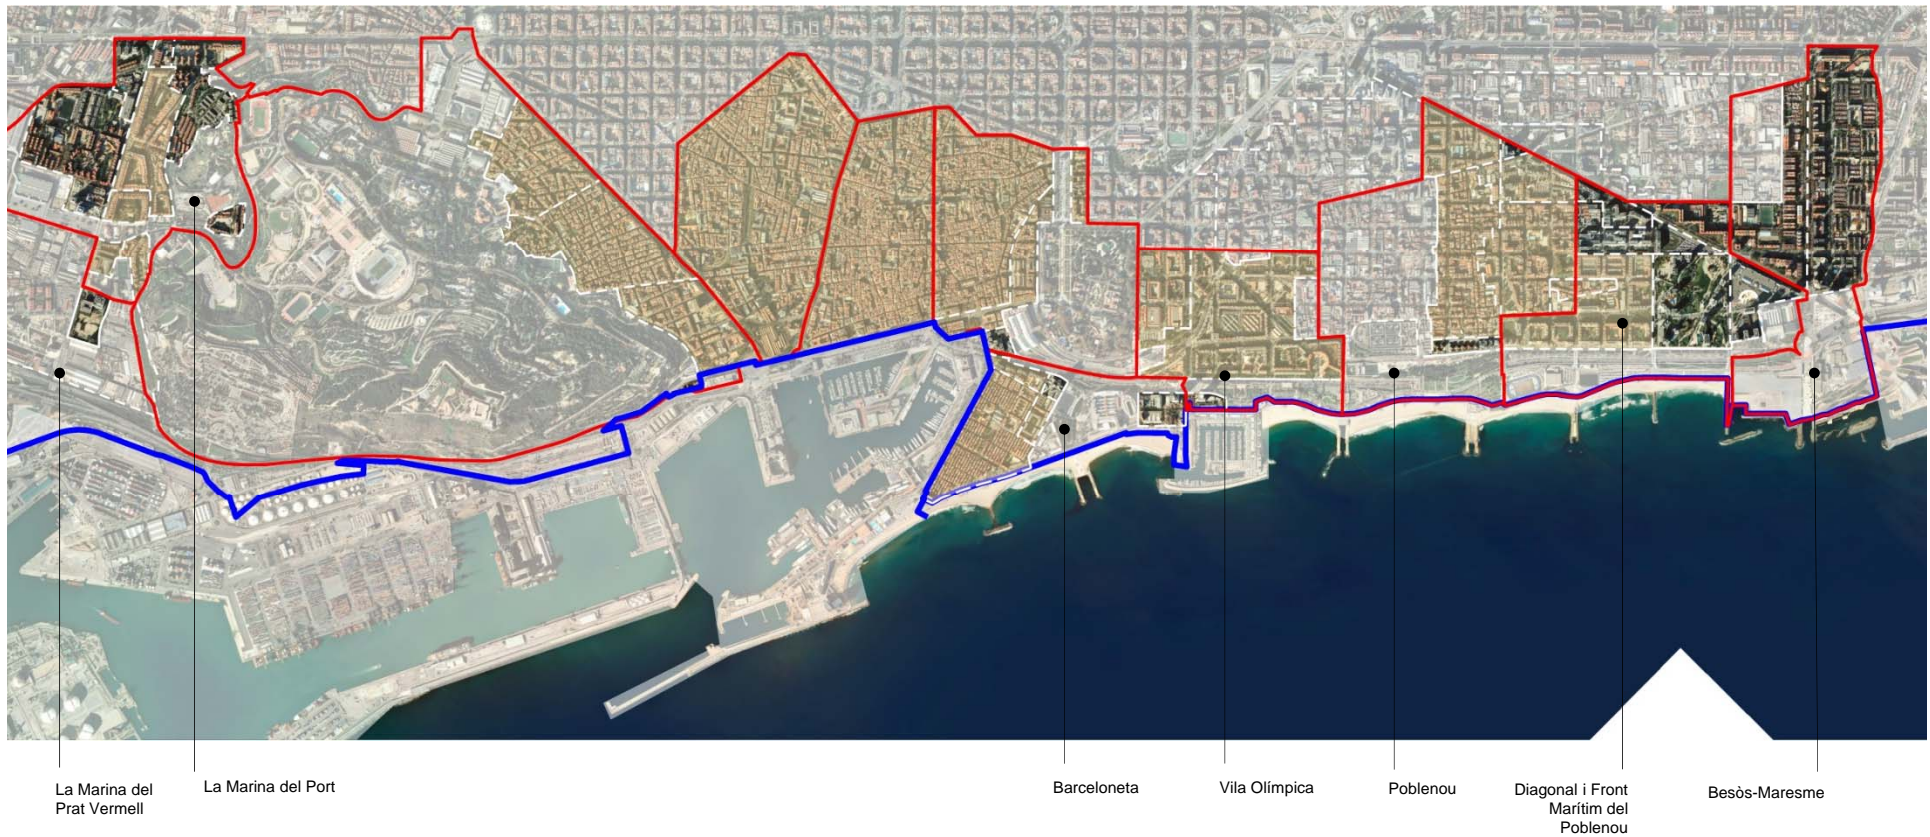 La Marina del
Prat Vermell
La Marina del Port
Barceloneta
Vila Olímpica
Poblenou
Diagonal i Front
Marítim del
Poblenou
Besòs-Maresme